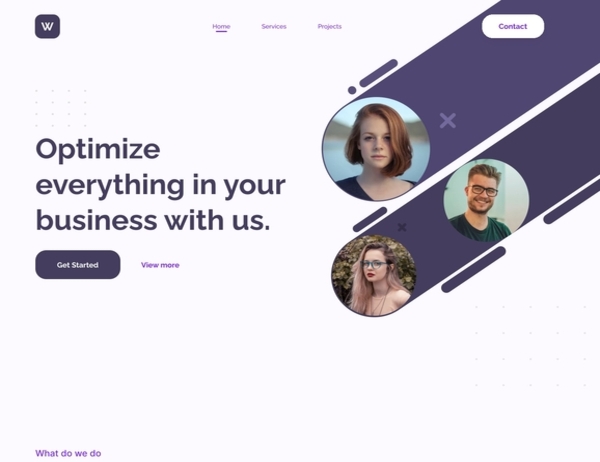 W
Home
Services
Projects
Contact
Optimize
everything in your
business with us.
Get Started
View more
What do we do